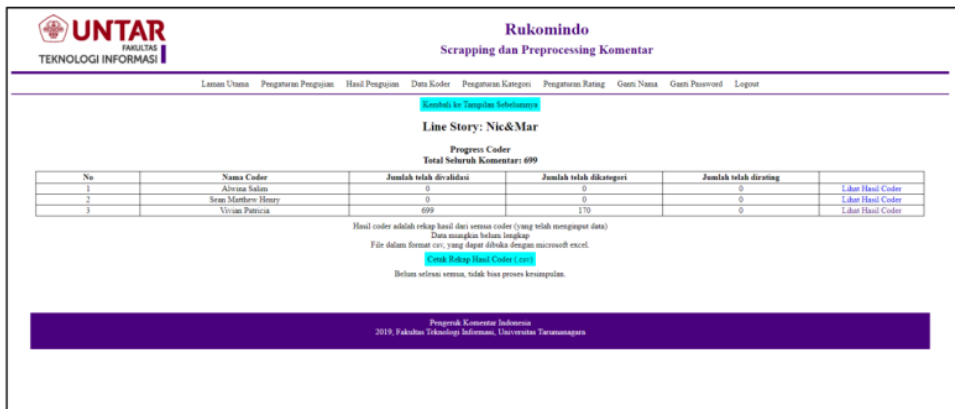 UNTAR
FAKULTAS
TEKNOLOGI INFORMASI
Rukomindo
Scrapping dan Preprocessing Komentar
Laman Utama Pengaturan Pengujian Hasil Pengujian Data Koder Pengaturan Kategori Pengaturan Rating Ganti Nama Ganti Password Logout
Kembali ke Tampilan Sebelumnya
Line Story: Nic&Mar
Progress Coder
Total Seluruh Komentar: 699
No Nama Coder Jumlah telah divalidasi Jumlah telah dikategori Jumlah telah dirating
1 Alwina Salim 0 0 0 Lihat Hasil Coder
2 Sean Matthew Henry 0 0 0 Lihat Hasil Coder
3 Vivian Patricia 699 170 0 Lihat Hasil Coder
Hasil coder adalah rekap hasil dari semua coder (yang telah menginput data)
Data mungkin belum lengkap
File dalam format csv, yang dapat dibuka dengan microsoft excel.
Cetak Rekap Hasil Coder (.csv)
Belum selesai semua, tidak bisa proses kesimpulan.
Pengeruk Komentar Indonesia
2019, Fakultas Teknologi Informasi, Universitas Tarumanagara